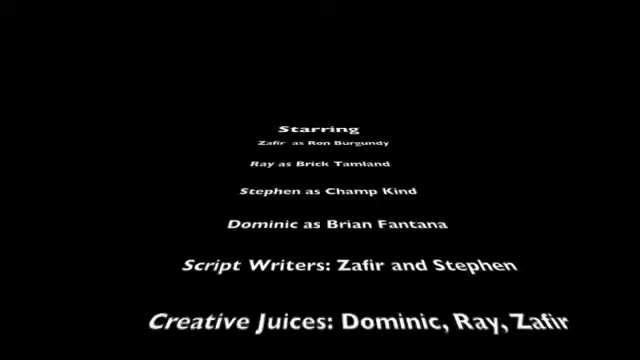 Starring
Zafir as Ron Burgundy
Ray as Brick Tamland
Stephen as Champ Kind
Dominic as Brian Fantana
Script Writers: Zafir and Stephen
Creative Juices: Dominic, Ray, Zafir